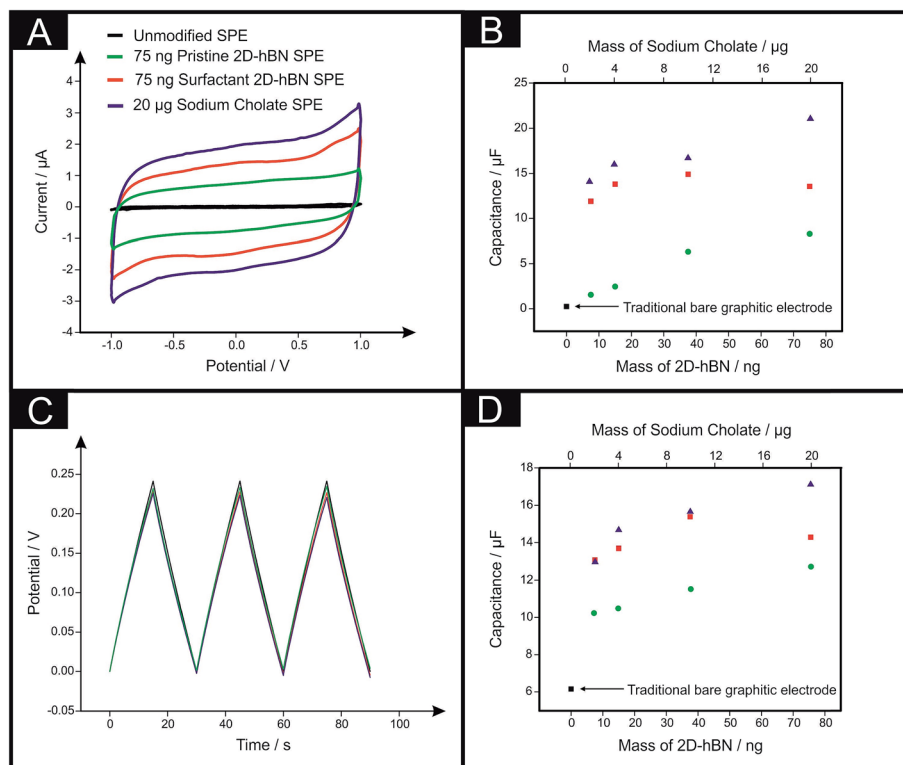 A
Unmodified SPE
75 ng Pristine 2D-hBN SPE
75 ng Surfactant 2D-hBN SPE
20 µg Sodium Cholate SPE
4
3
2
1
0
-1
-2
-3
-4
Current / µA
-1.0 -0.5 0.0 0.5 1.0
Potential / V
B
Mass of Sodium Cholate / µg
0 4 8 12 16 20
25
20
15
10
5
0
Capacitance / µF
Traditional bare graphitic electrode
0 10 20 30 40 50 60 70 80
Mass of 2D-hBN / ng
C
0.25
0.20
0.15
0.10
0.05
0.00
-0.05
Potential / V
0 20 40 60 80 100
Time / s
D
Mass of Sodium Cholate / µg
0 4 8 12 16 20
18
16
14
12
10
8
6
Capacitance / µF
Traditional bare graphitic electrode
0 10 20 30 40 50 60 70 80
Mass of 2D-hBN / ng